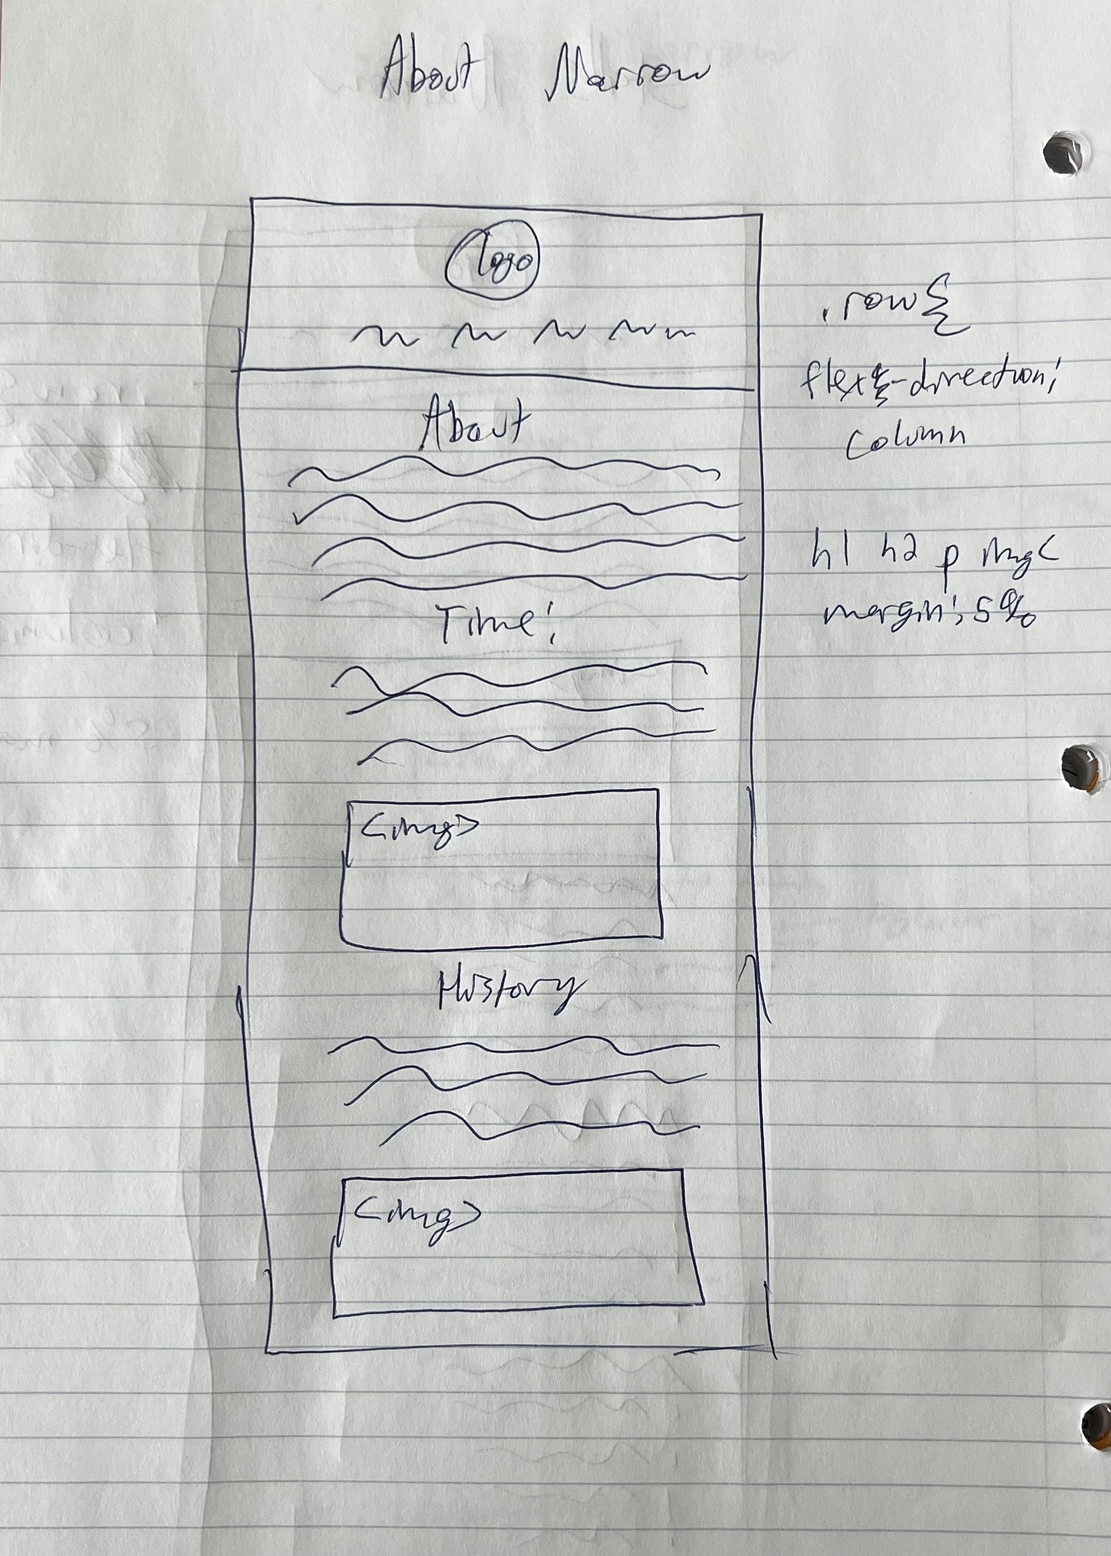 About Narrow
logo
About
Time!
<img>
History
<img>
.row{
flex-direction:
column
h1 h2 p img{
margin: 5%